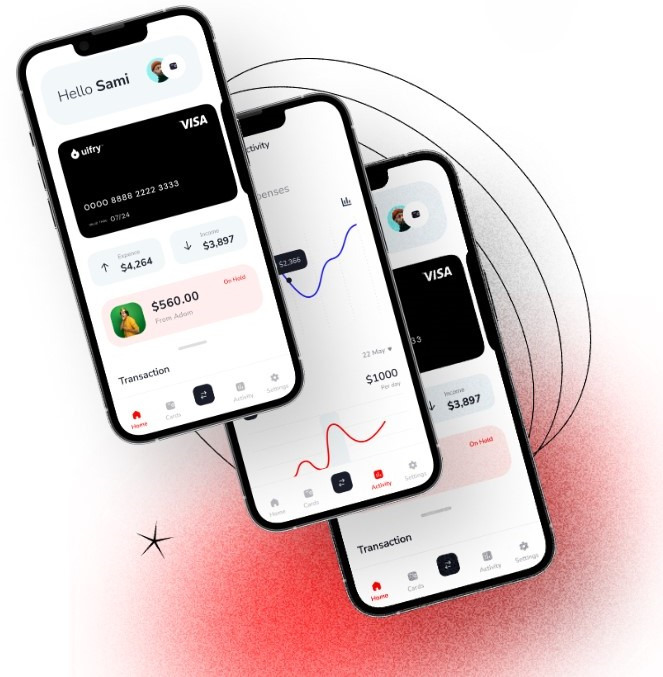 Hello Sami
uifry
VISA
0000 8888 2222 3333
07/24
Expense
$4,264
Income
$3,897
On Hold
$560.00
From Adam
Transaction
Home
Cards
Activity
Settings
ctivity
penses
$2,366
22 May
$1000
Per day
Home
Cards
Activity
Settings
VISA
33
Income
$3,897
On Hold
Transaction
Home
Cards
Activity
Settings